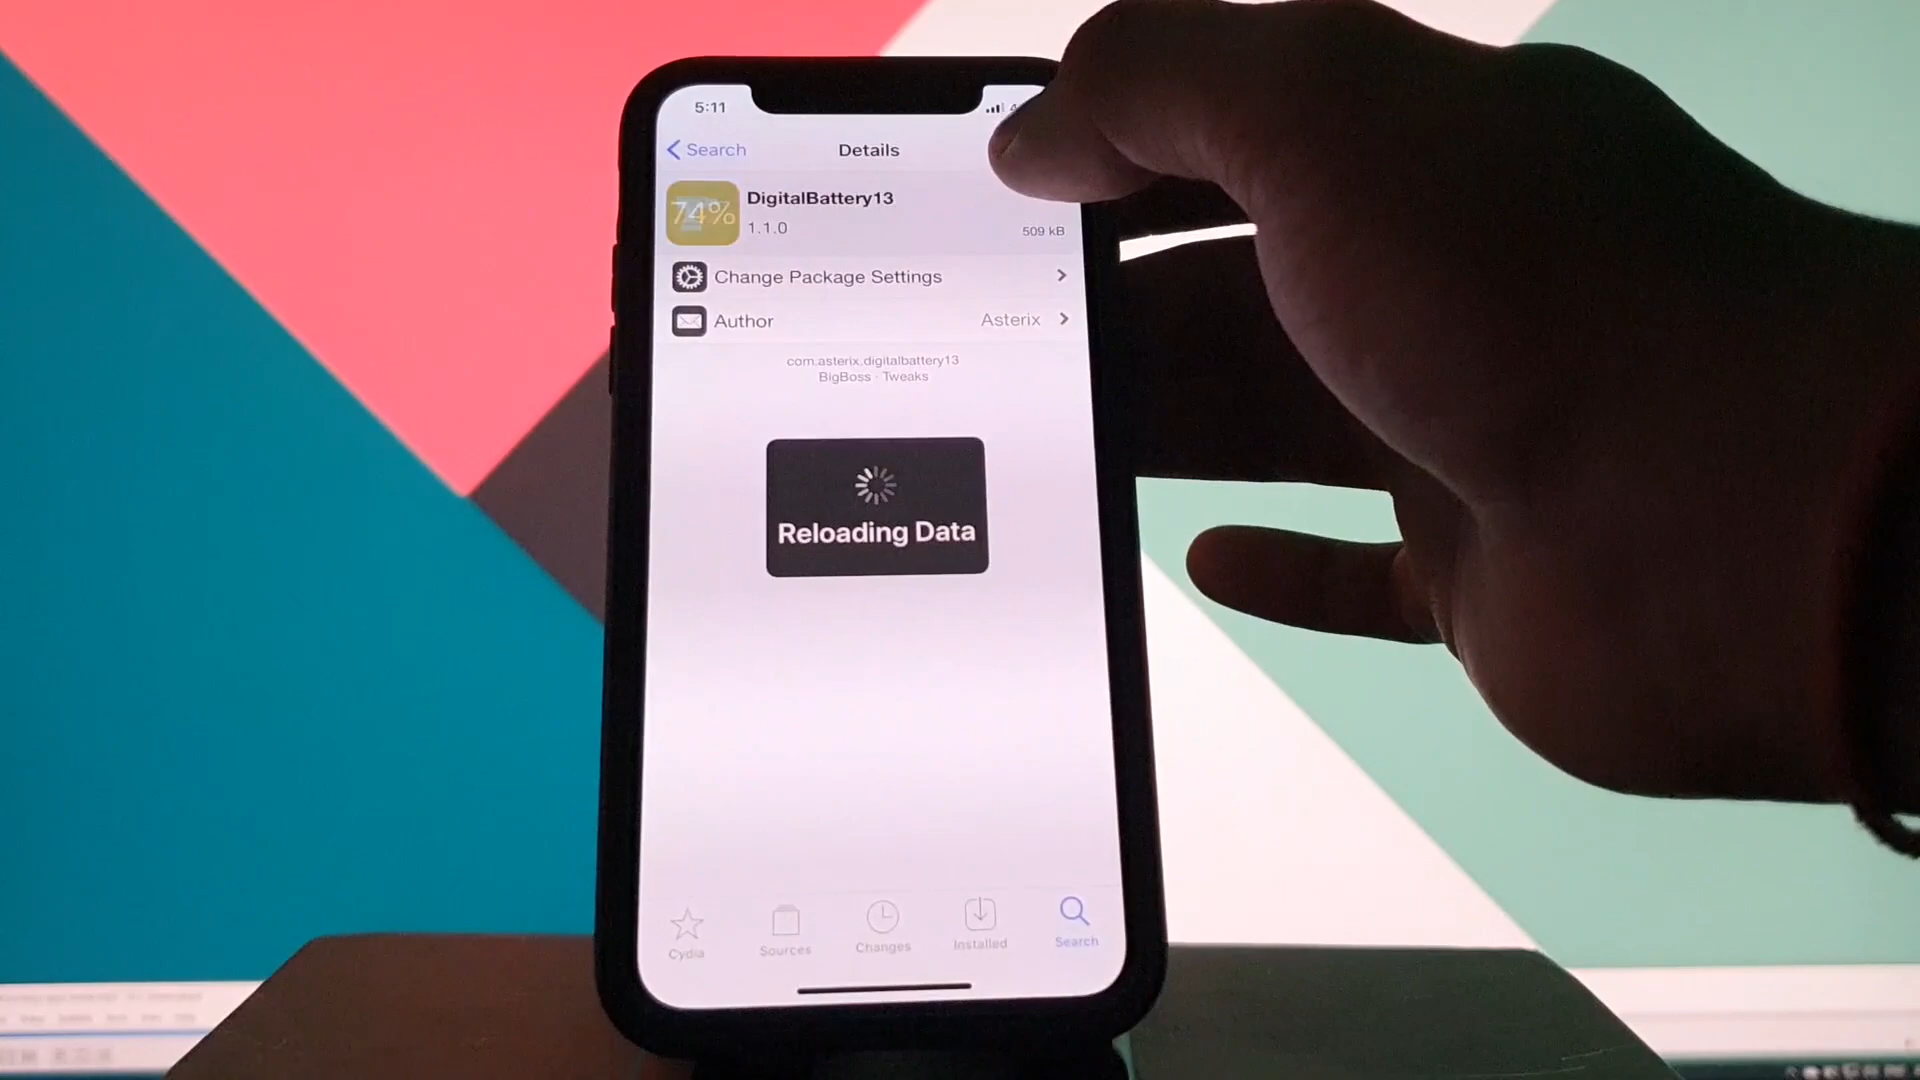 5:11
Search
Details
74%
DigitalBattery13
1.1.0
509 kB
Change Package Settings
Author
Asterix
com.asterix.digitalbattery13
BigBoss · Tweaks
Reloading Data
Cydia
Sources
Changes
Installed
Search